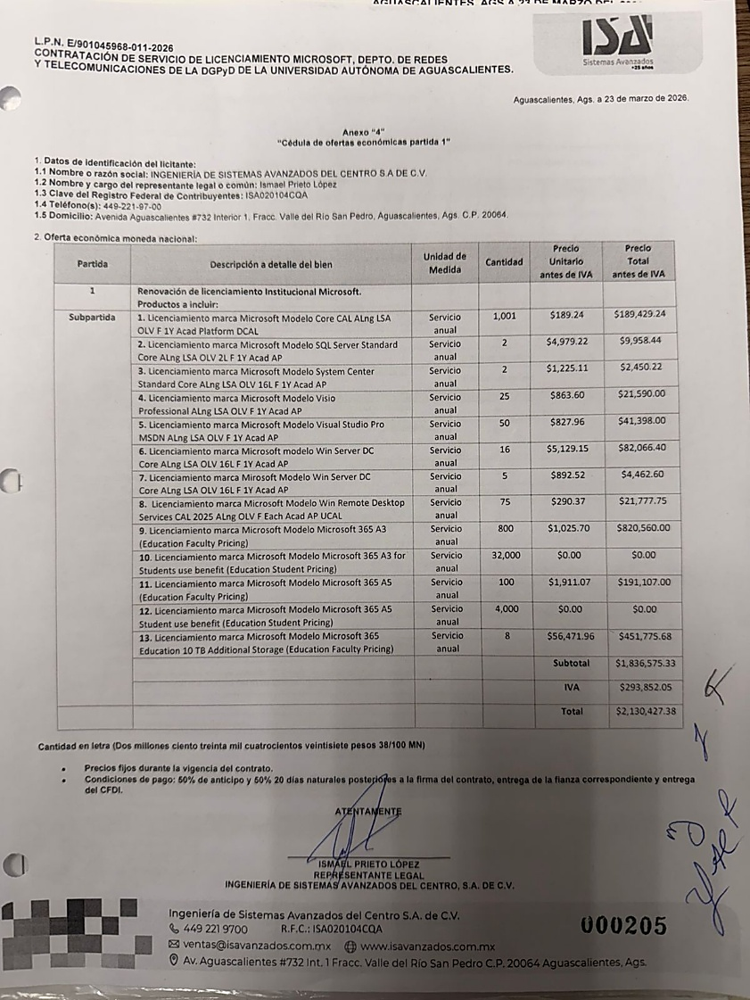 L.P.N. E/901045968-011-2026
CONTRATACIÓN DE SERVICIO DE LICENCIAMIENTO MICROSOFT, DEPTO. DE REDES
Y TELECOMUNICACIONES DE LA DGPyD DE LA UNIVERSIDAD AUTÓNOMA DE AGUASCALIENTES.
ISA
Sistemas Avanzados
+25 años
Aguascalientes, Ags. a 23 de marzo de 2026.
Anexo "4"
"Cédula de ofertas económicas partida 1"
1. Datos de identificación del licitante:
1.1 Nombre o razón social: INGENIERÍA DE SISTEMAS AVANZADOS DEL CENTRO S A DE C.V.
1.2 Nombre y cargo del representante legal o común: Ismael Prieto López
1.3 Clave del Registro Federal de Contribuyentes: ISA020104CQA
1.4 Teléfono(s): 449-221-97-00
1.5 Domicilio: Avenida Aguascalientes #732 Interior 1, Fracc. Valle del Río San Pedro, Aguascalientes, Ags. C.P. 20064.
2. Oferta económica moneda nacional:
Partida Descripción a detalle del bien Unidad de Medida Cantidad Precio Unitario antes de IVA Precio Total antes de IVA
1 Renovación de licenciamiento Institucional Microsoft.
Productos a incluir:
Subpartida 1. Licenciamiento marca Microsoft Modelo Core CAL ALng LSA Servicio 1,001 $189.24 $189,429.24
OLV F 1Y Acad Platform DCAL anual
2. Licenciamiento marca Microsoft Modelo SQL Server Standard Servicio 2 $4,979.22 $9,958.44
Core ALng LSA OLV 2L F 1Y Acad AP anual
3. Licenciamiento marca Microsoft Modelo System Center Servicio 2 $1,225.11 $2,450.22
Standard Core ALng LSA OLV 16L F 1Y Acad AP anual
4. Licenciamiento marca Microsoft Modelo Visio Servicio 25 $863.60 $21,590.00
Professional ALng LSA OLV F 1Y Acad AP anual
5. Licenciamiento marca Microsoft Modelo Visual Studio Pro Servicio 50 $827.96 $41,398.00
MSDN ALng LSA OLV F 1Y Acad AP anual
6. Licenciamiento marca Microsoft modelo Win Server DC Servicio 16 $5,129.15 $82,066.40
Core ALng LSA OLV 16L F 1Y Acad AP anual
7. Licenciamiento marca Mirosoft Modelo Win Server DC Servicio 5 $892.52 $4,462.60
Core ALng LSA OLV 16L F 1Y Acad AP anual
8. Licenciamiento marca Microsoft Modelo Win Remote Desktop Servicio 75 $290.37 $21,777.75
Services CAL 2025 ALng OLV F Each Acad AP UCAL anual
9. Licenciamiento marca Microsoft Modelo Microsoft 365 A3 Servicio 800 $1,025.70 $820,560.00
(Education Faculty Pricing) anual
10. Licenciamiento marca Microsoft Modelo Microsoft 365 A3 for Servicio 32,000 $0.00 $0.00
Students use benefit (Education Student Pricing) anual
11. Licenciamiento marca Microsoft Modelo Microsoft 365 A5 Servicio 100 $1,911.07 $191,107.00
(Education Faculty Pricing) anual
12. Licenciamiento marca Microsoft Modelo Microsoft 365 A5 Servicio 4,000 $0.00 $0.00
Student use benefit (Education Student Pricing) anual
13. Licenciamiento marca Microsoft Modelo Microsoft 365 Servicio 8 $56,471.96 $451,775.68
Education 10 TB Additional Storage (Education Faculty Pricing) anual
Subtotal $1,836,575.33
IVA $293,852.05
Total $2,130,427.38
Cantidad en letra (Dos millones ciento treinta mil cuatrocientos veintisiete pesos 38/100 MN)
• Precios fijos durante la vigencia del contrato.
• Condiciones de pago: 50% de anticipo y 50% 20 días naturales posteriores a la firma del contrato, entrega de la fianza correspondiente y entrega
del CFDI.
ATENTAMENTE
ISMAEL PRIETO LÓPEZ
REPRESENTANTE LEGAL
INGENIERÍA DE SISTEMAS AVANZADOS DEL CENTRO, S.A. DE C.V.
Ingeniería de Sistemas Avanzados del Centro S.A. de C.V.
449 221 9700 R.F.C.: ISA020104CQA
ventas@isavanzados.com.mx www.isavanzados.com.mx
Av. Aguascalientes #732 Int. 1 Fracc. Valle del Río San Pedro C.P. 20064 Aguascalientes, Ags.
000205